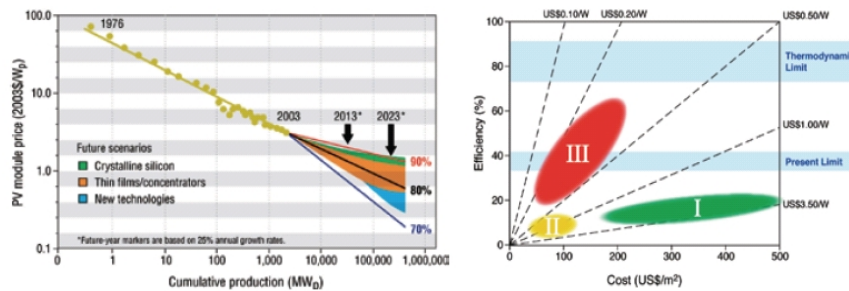 PV module price (2003$/Wp)
100.0
10.0
1.0
0.1
1976
2003
2013*
2023*
Future scenarios
Crystalline silicon
Thin films/concentrators
New technologies
90%
80%
70%
*Future-year markers are based on 25% annual growth rates.
0 1 10 100 1,000 10,000 100,000 1,000,000
Cumulative production (MWp)
US$0.10/W US$0.20/W US$0.50/W
Efficiency (%)
100
80
60
40
20
0
Thermodynamic
Limit
US$1.00/W
Present Limit
US$3.50/W
III
II
I
0 100 200 300 400 500
Cost (US$/m²)